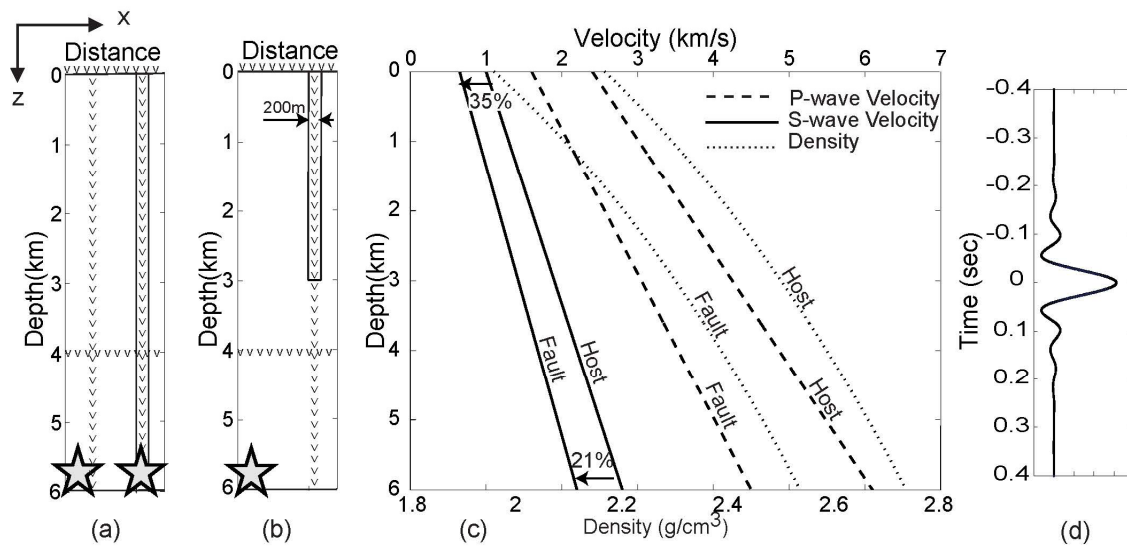 x
z
Distance
0
1
2
3
4
5
6
Depth(km)
(a)
Distance
0
1
2
3
4
5
6
Depth(km)
200m
(b)
Velocity (km/s)
0 1 2 3 4 5 6 7
0
1
2
3
4
5
6
Depth(km)
35%
P-wave Velocity
S-wave Velocity
Density
Fault
Host
Fault
Fault
Host
Host
21%
1.8 2 2.2 2.4 2.6 2.8
(c) Density (g/cm³)
-0.4
-0.3
-0.2
-0.1
0
0.1
0.2
0.3
0.4
Time (sec)
(d)